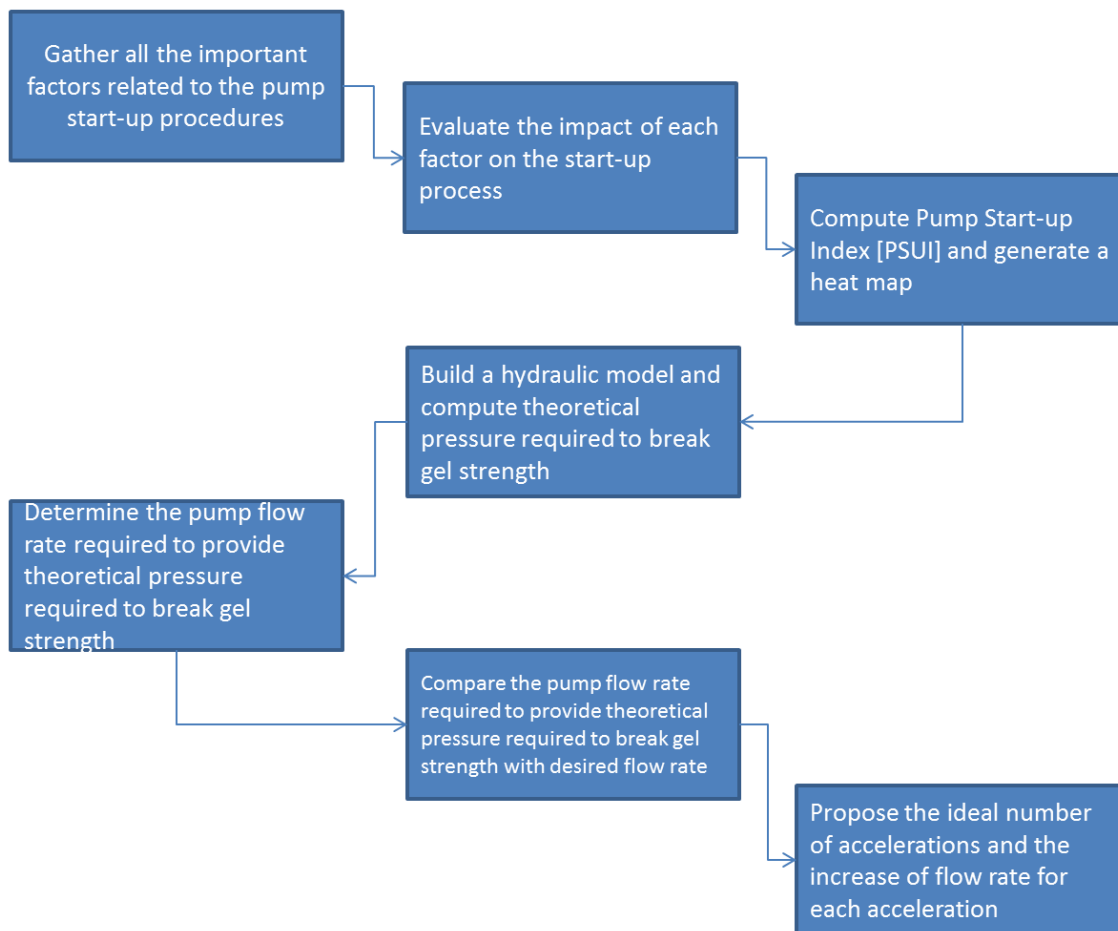 Gather all the important
factors related to the pump
start-up procedures
Evaluate the impact of each
factor on the start-up
process
Compute Pump Start-up
Index [PSUI] and generate a
heat map
Build a hydraulic model and
compute theoretical
pressure required to break
gel strength
Determine the pump flow
rate required to provide
theoretical pressure
required to break gel
strength
Compare the pump flow rate
required to provide theoretical
pressure required to break gel
strength with desired flow rate
Propose the ideal number
of accelerations and the
increase of flow rate for
each acceleration